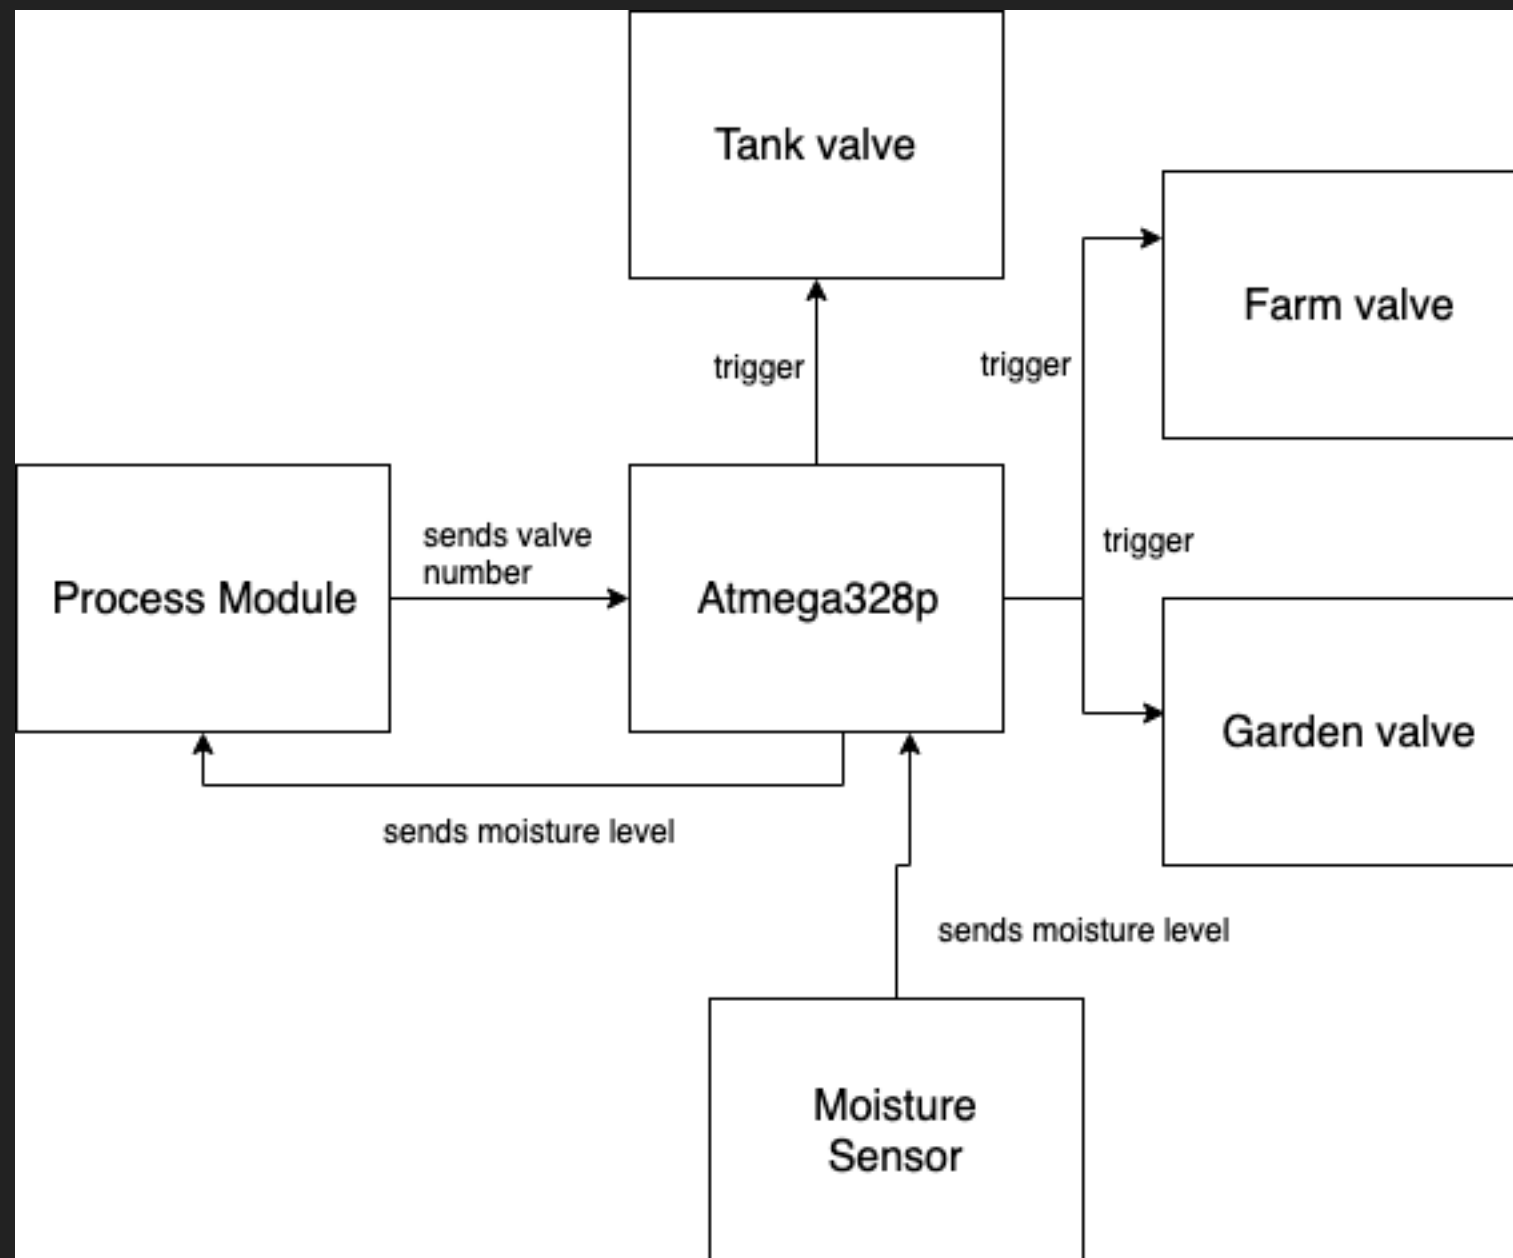 Tank valve
Farm valve
trigger
trigger
sends valve
number
trigger
Process Module
Atmega328p
Garden valve
sends moisture level
sends moisture level
Moisture
Sensor